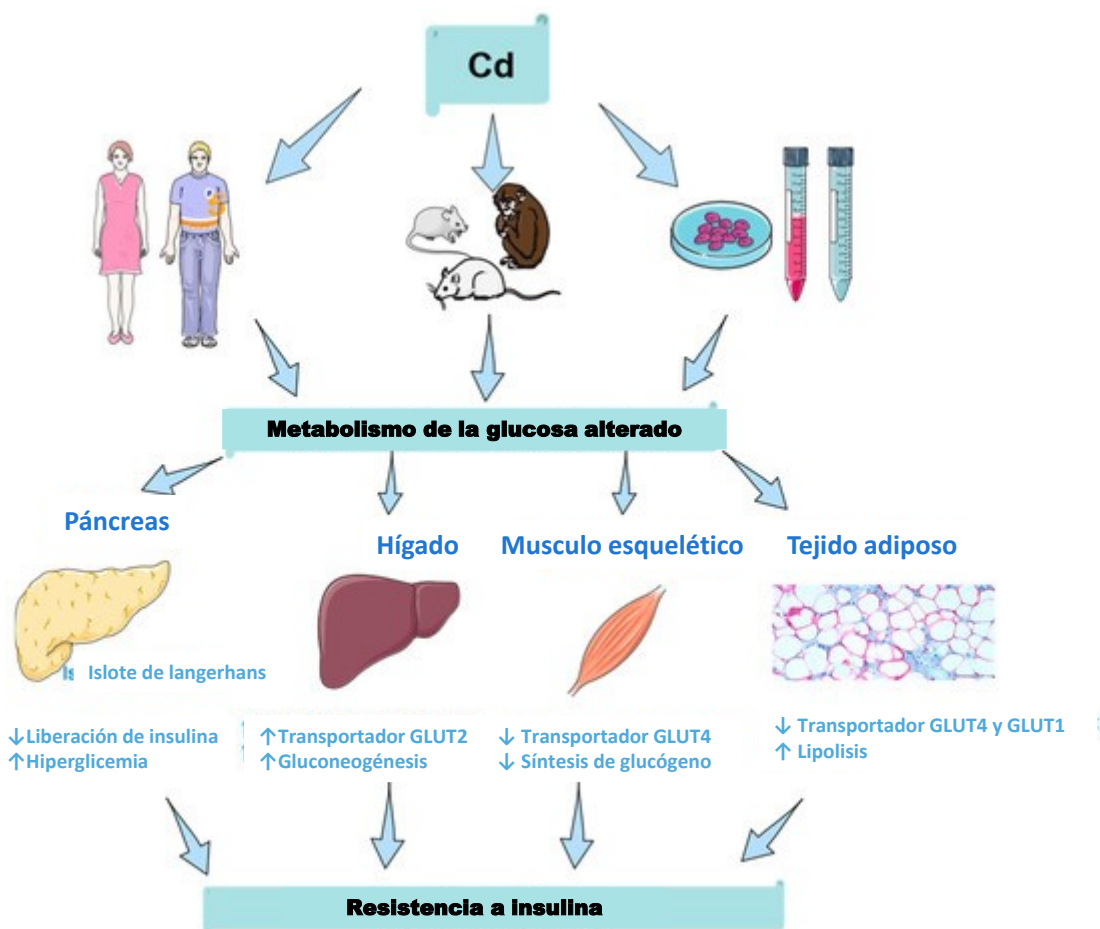 Cd
Metabolismo de la glucosa alterado
Páncreas
Hígado
Musculo esquelético
Tejido adiposo
Islote de langerhans
↓Liberación de insulina
↑Hiperglicemia
↑Transportador GLUT2
↑Gluconeogénesis
↓ Transportador GLUT4
↓ Síntesis de glucógeno
↓ Transportador GLUT4 y GLUT1
↑ Lipolisis
Resistencia a insulina